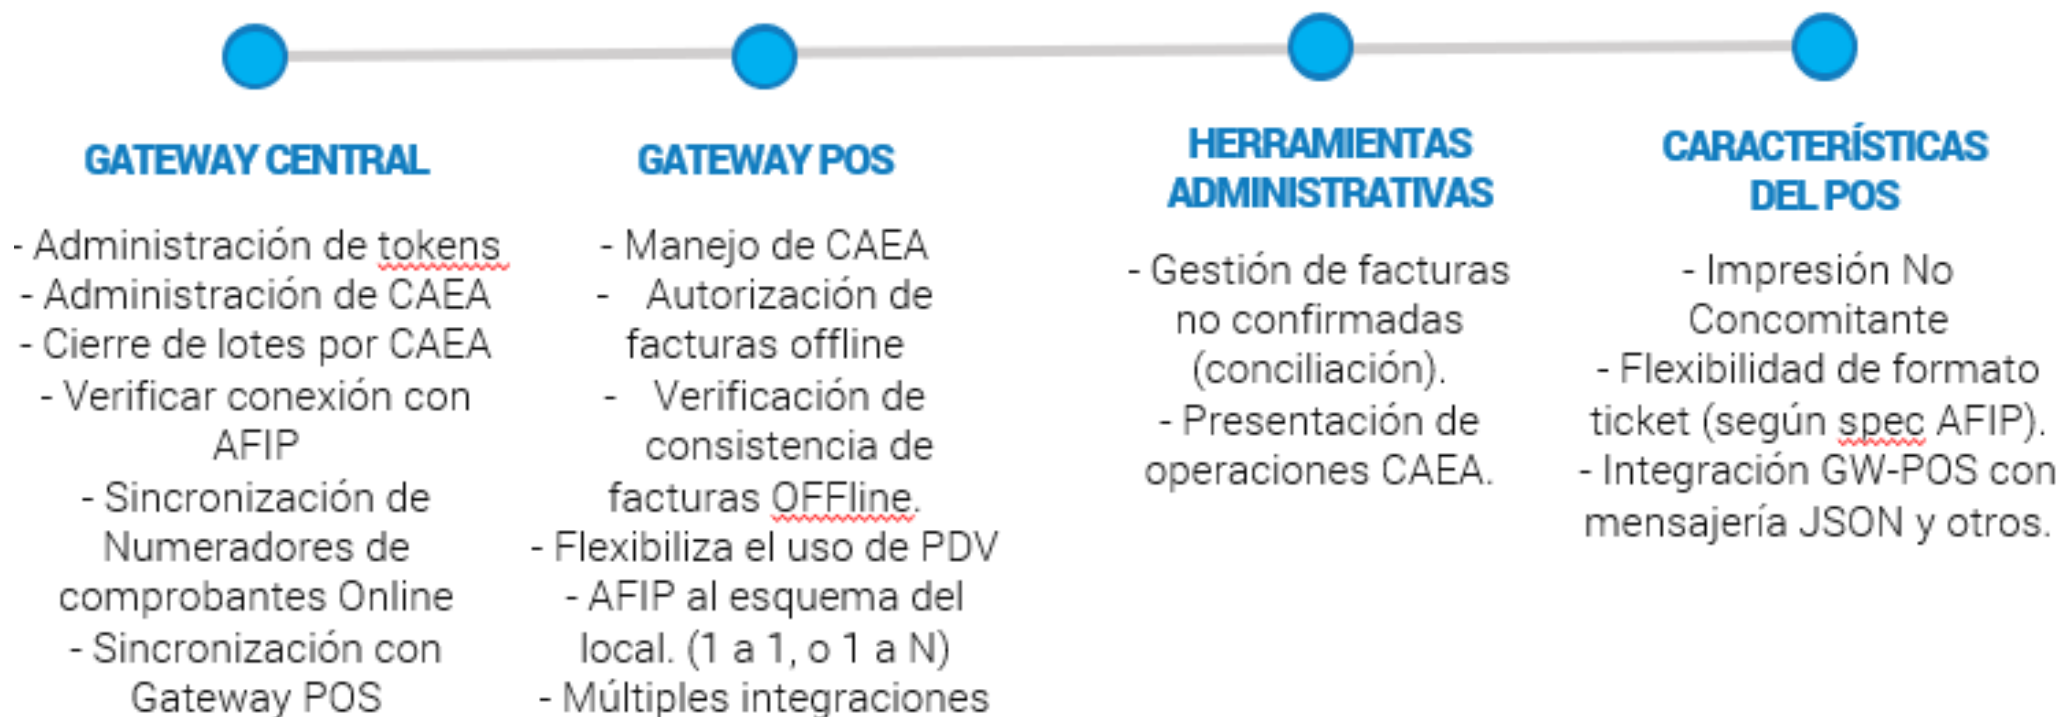 GATEWAY CENTRAL
- Administración de tokens
- Administración de CAEA
- Cierre de lotes por CAEA
- Verificar conexión con
AFIP
- Sincronización de
Numeradores de
comprobantes Online
- Sincronización con
Gateway POS
GATEWAY POS
- Manejo de CAEA
- Autorización de
facturas offline
- Verificación de
consistencia de
facturas OFFline.
- Flexibiliza el uso de PDV
- AFIP al esquema del
local. (1 a 1, o 1 a N)
- Múltiples integraciones
HERRAMIENTAS
ADMINISTRATIVAS
- Gestión de facturas
no confirmadas
(conciliación).
- Presentación de
operaciones CAEA.
CARACTERÍSTICAS
DEL POS
- Impresión No
Concomitante
- Flexibilidad de formato
ticket (según spec AFIP).
- Integración GW-POS con
mensajería JSON y otros.